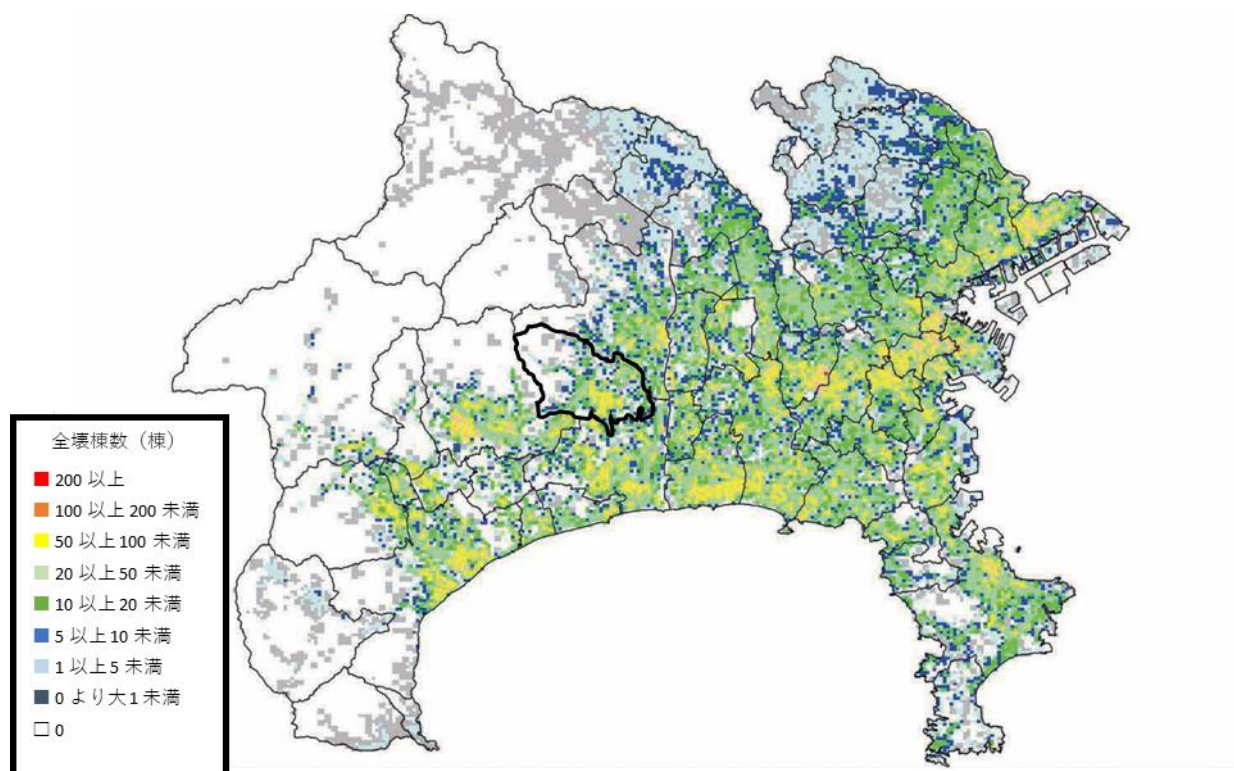 全壊棟数（棟）
200 以上
100 以上 200 未満
50 以上 100 未満
20 以上 50 未満
10 以上 20 未満
5 以上 10 未満
1 以上 5 未満
0 より大 1 未満
0